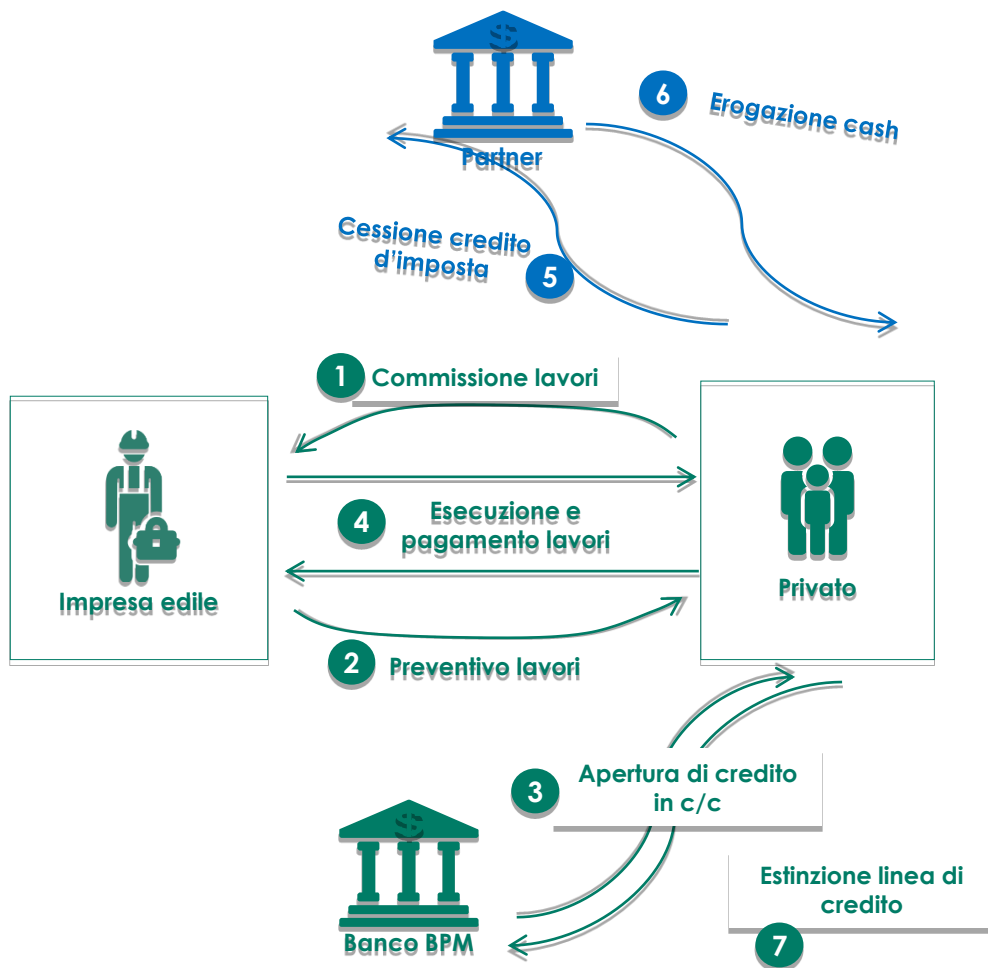 $
6
Erogazione cash
Partner
Cessione credito
d'imposta
5
1
Commissione lavori
4
Esecuzione e
pagamento lavori
Impresa edile
Privato
2
Preventivo lavori
3
Apertura di credito
in c/c
$
Banco BPM
Estinzione linea di
credito
7